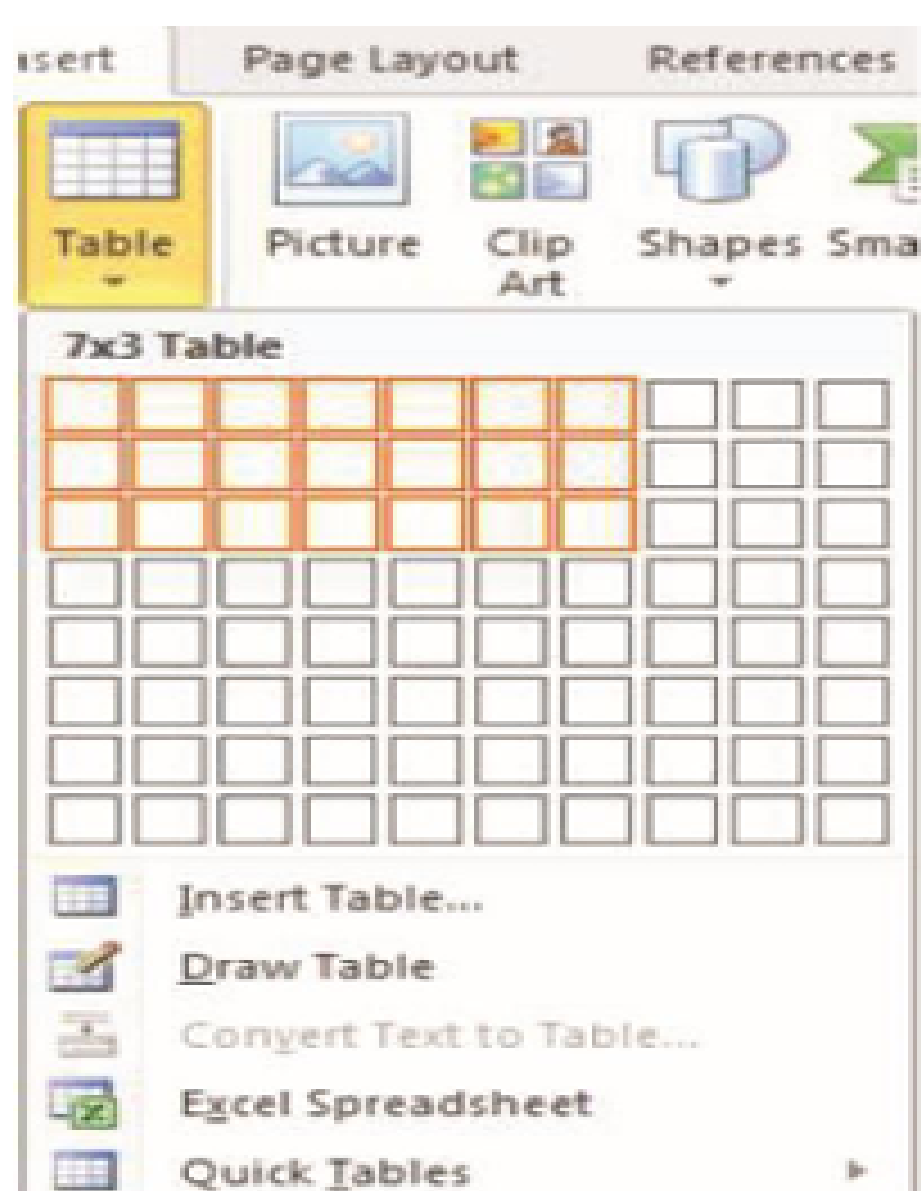 nsert Page Layout References
Table Picture Clip Art Shapes Sma
7x3 Table
Insert Table...
Draw Table
Convert Text to Table...
Excel Spreadsheet
Quick Tables